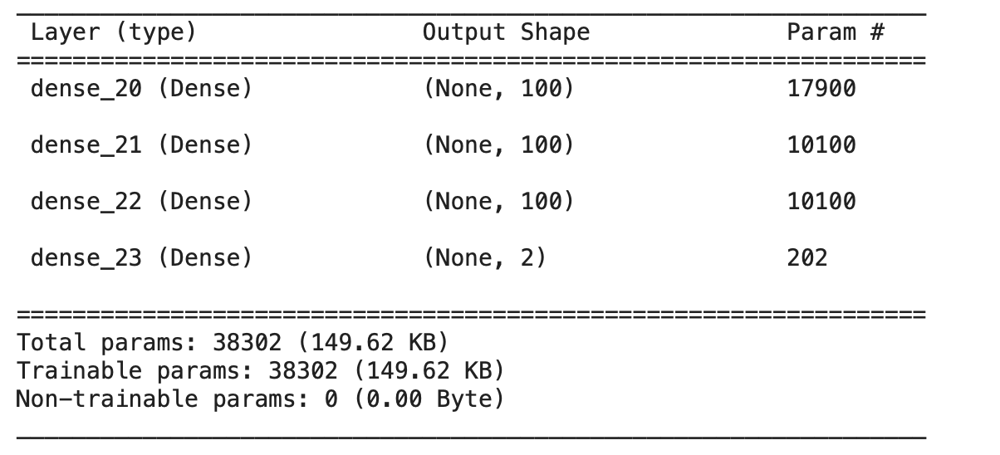 Layer (type) Output Shape Param #
=================================================================
dense_20 (Dense) (None, 100) 17900
dense_21 (Dense) (None, 100) 10100
dense_22 (Dense) (None, 100) 10100
dense_23 (Dense) (None, 2) 202
=================================================================
Total params: 38302 (149.62 KB)
Trainable params: 38302 (149.62 KB)
Non-trainable params: 0 (0.00 Byte)